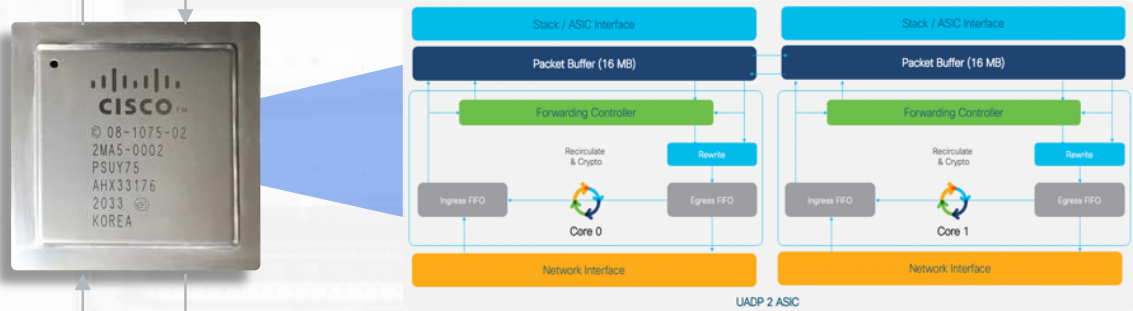 CISCO™
© 08-1075-02
2MA5-0002
PSUY75
AHX33176
2033
KOREA
Stack / ASIC Interface
Packet Buffer (16 MB)
Forwarding Controller
Recirculate
& Crypto
Rewrite
Ingress FIFO
Egress FIFO
Core 0
Network Interface
Stack / ASIC Interface
Packet Buffer (16 MB)
Forwarding Controller
Recirculate
& Crypto
Rewrite
Ingress FIFO
Egress FIFO
Core 1
Network Interface
UADP 2 ASIC